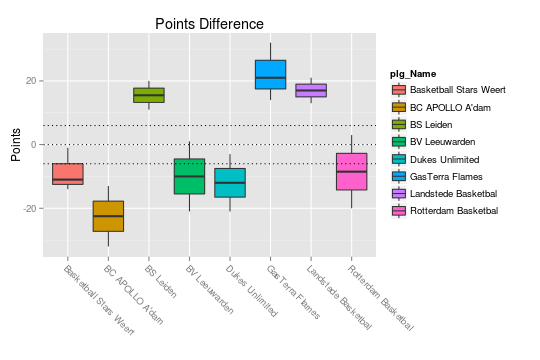 Points Difference
Points
20
0
-20
Basketball Stars Weert
BC APOLLO A'dam
BS Leiden
BV Leeuwarden
Dukes Unlimited
GasTerra Flames
Landstede Basketbal
Rotterdam Basketbal
plg_Name
Basketball Stars Weert
BC APOLLO A'dam
BS Leiden
BV Leeuwarden
Dukes Unlimited
GasTerra Flames
Landstede Basketbal
Rotterdam Basketbal